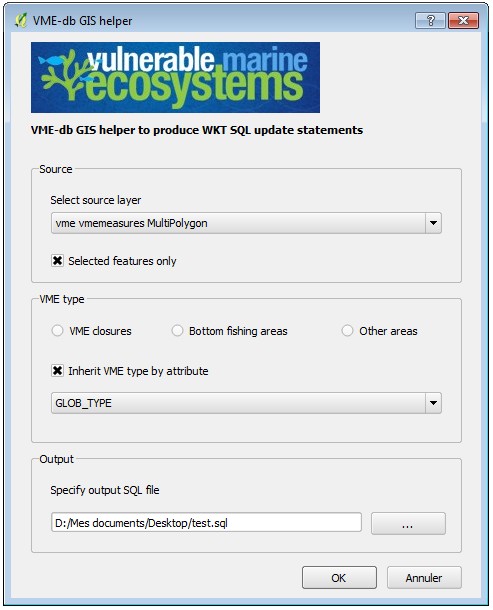 VME-db GIS helper
?
vulnerable marine
ecosystems
VME-db GIS helper to produce WKT SQL update statements
Source
Select source layer
vme vmemeasures MultiPolygon
Selected features only
VME type
VME closures
Bottom fishing areas
Other areas
Inherit VME type by attribute
GLOB_TYPE
Output
Specify output SQL file
D:/Mes documents/Desktop/test.sql
...
OK
Annuler